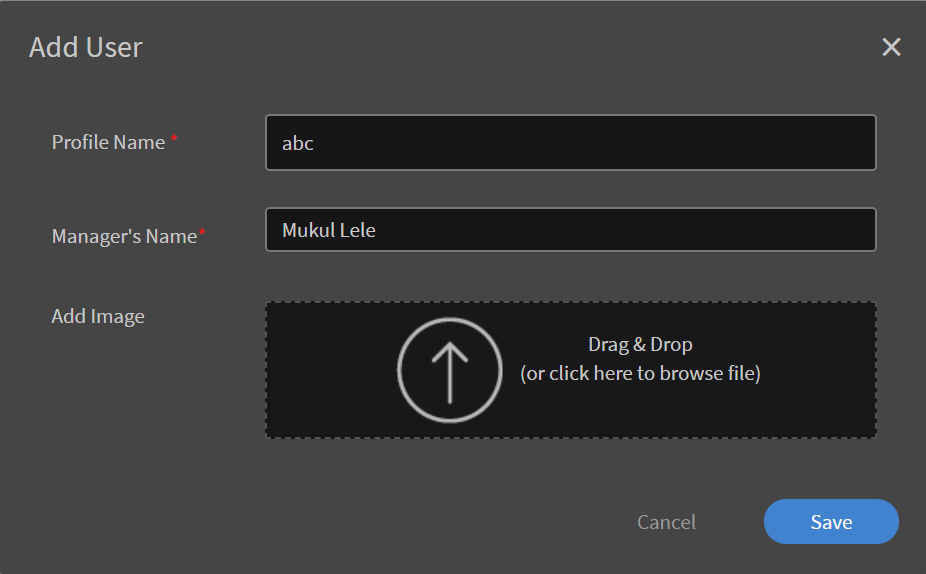 Add User
Profile Name *
abc
Manager's Name*
Mukul Lele
Add Image
Drag & Drop
(or click here to browse file)
Cancel
Save